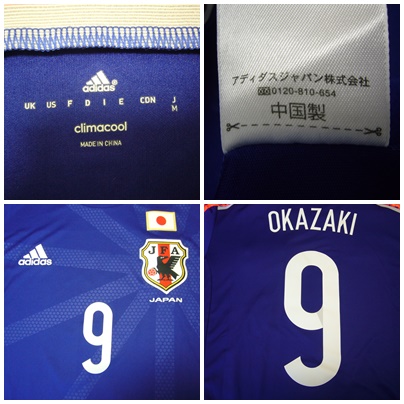 adidas®
UK US F D I E CDN J
M
climacool
MADE IN CHINA
アディダスジャパン株式会社
0120-810-654
中国製
adidas
JFA
JAPAN
9
OKAZAKI
9